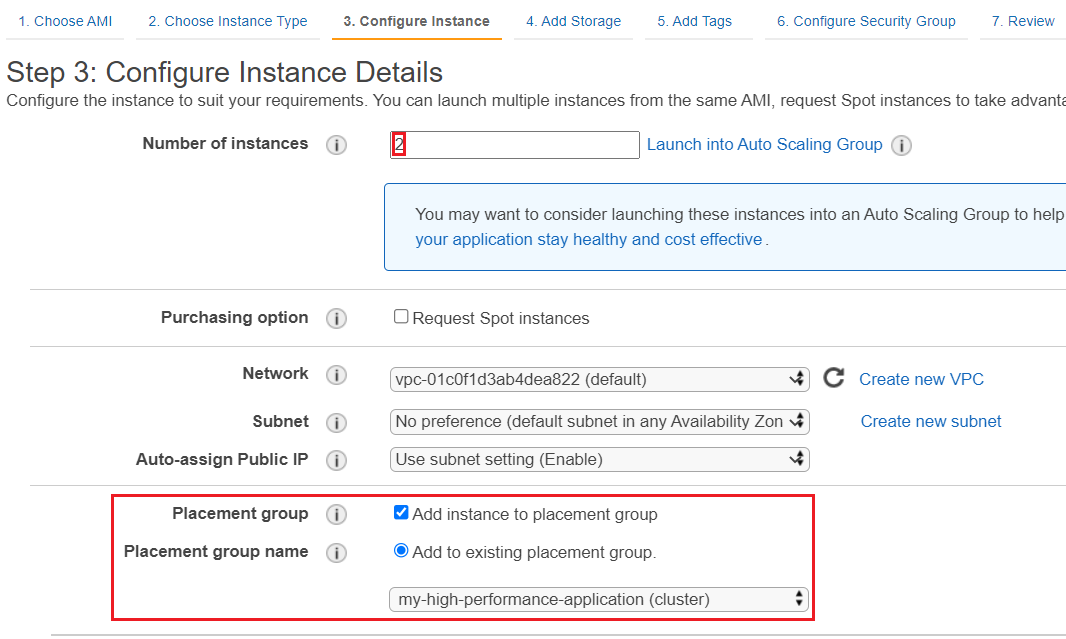 1. Choose AMI 2. Choose Instance Type 3. Configure Instance 4. Add Storage 5. Add Tags 6. Configure Security Group 7. Review
Step 3: Configure Instance Details
Configure the instance to suit your requirements. You can launch multiple instances from the same AMI, request Spot instances to take advanta
Number of instances i 2 Launch into Auto Scaling Group i
You may want to consider launching these instances into an Auto Scaling Group to help
your application stay healthy and cost effective .
Purchasing option i Request Spot instances
Network i vpc-01c0f1d3ab4dea822 (default) Create new VPC
Subnet i No preference (default subnet in any Availability Zon Create new subnet
Auto-assign Public IP i Use subnet setting (Enable)
Placement group i Add instance to placement group
Placement group name i Add to existing placement group.
my-high-performance-application (cluster)